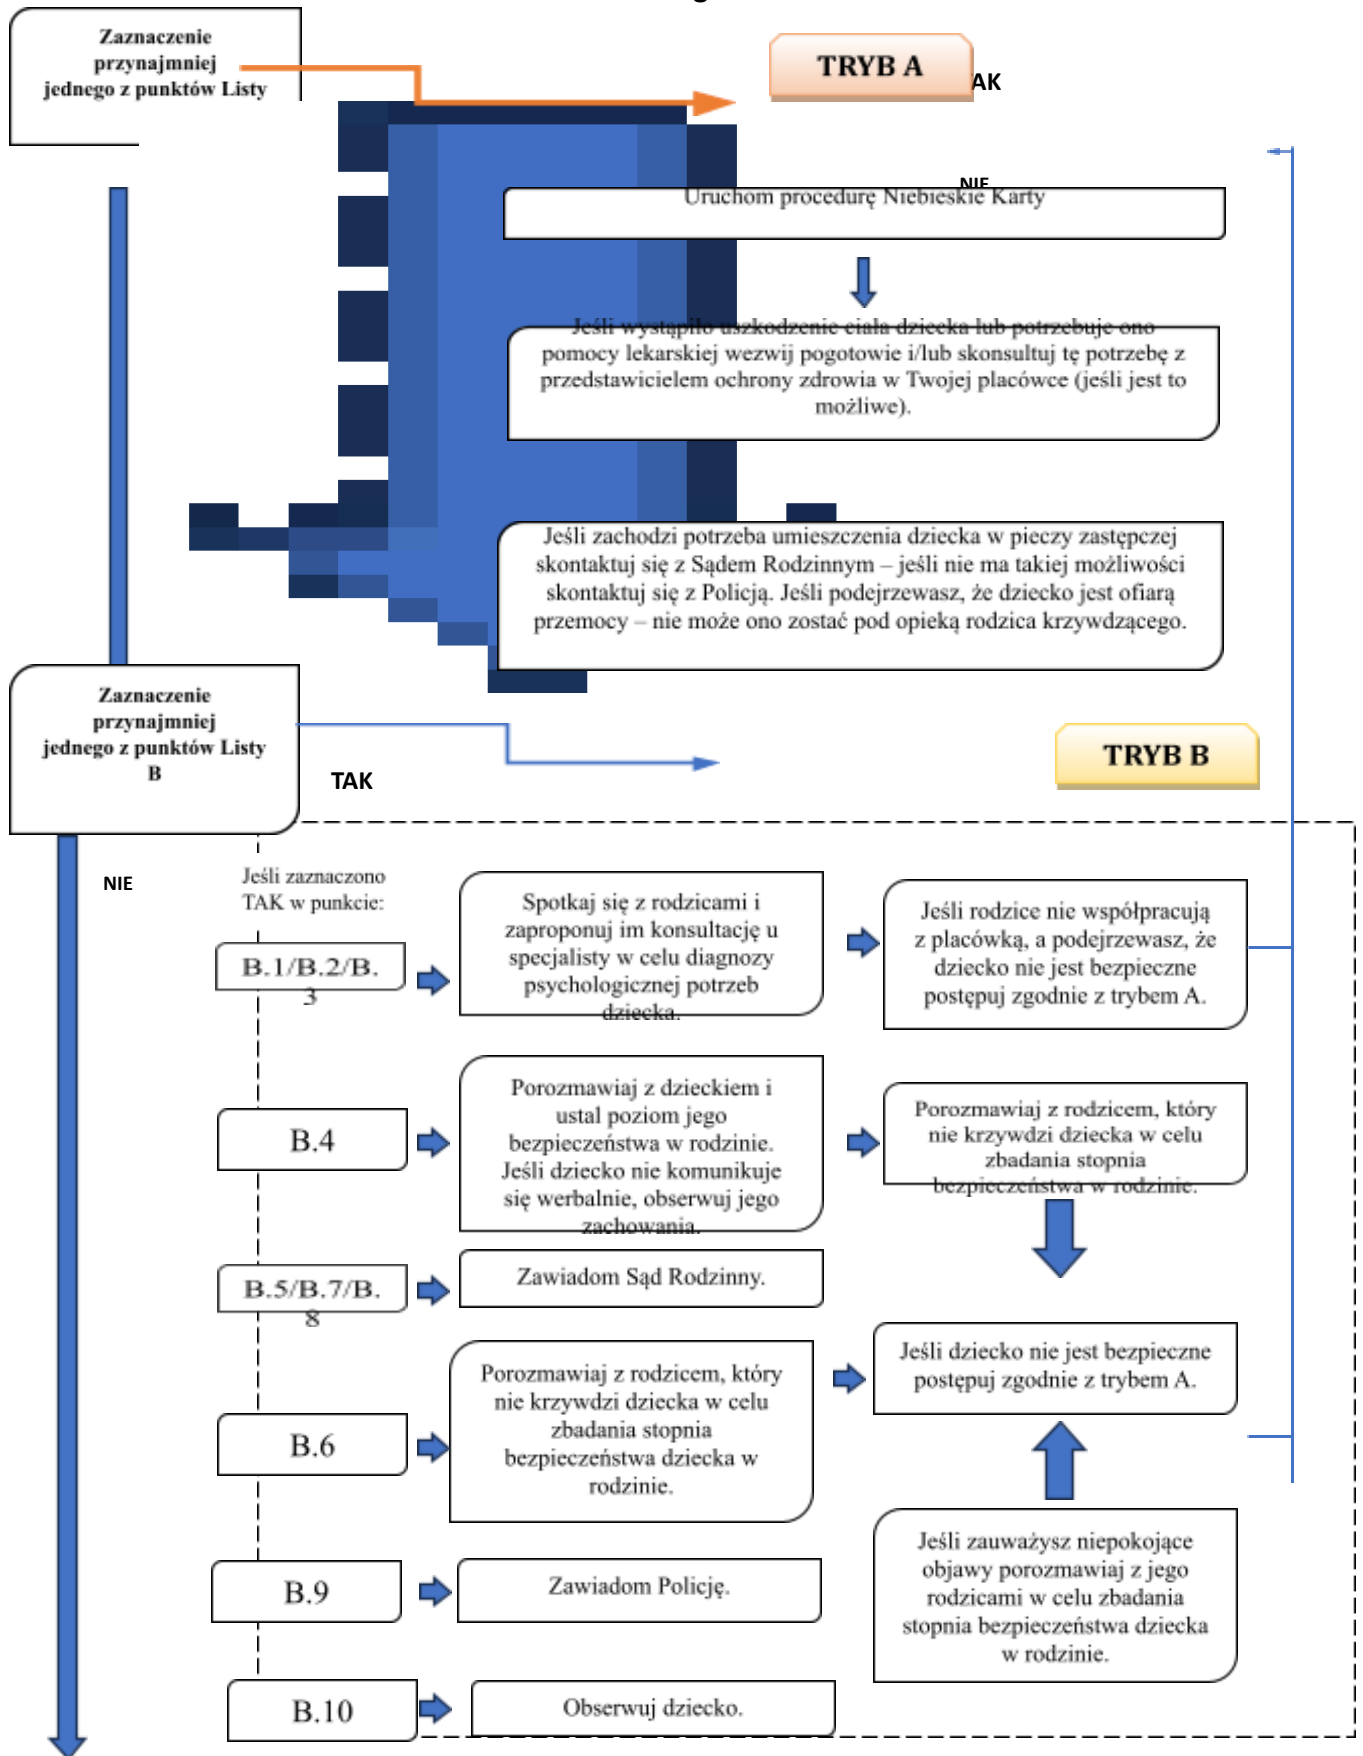 g
Zaznaczenie
przynajmniej
jednego z punktów Listy
TRYB A
AK
NIE
Uruchom procedurę Niebieskie Karty
Jeśli wystąpiło uszkodzenie ciała dziecka lub potrzebuje ono
pomocy lekarskiej wezwij pogotowie i/lub skonsultuj tę potrzebę z
przedstawicielem ochrony zdrowia w Twojej placówce (jeśli jest to
możliwe).
Jeśli zachodzi potrzeba umieszczenia dziecka w pieczy zastępczej
skontaktuj się z Sądem Rodzinnym – jeśli nie ma takiej możliwości
skontaktuj się z Policją. Jeśli podejrzewasz, że dziecko jest ofiarą
przemocy – nie może ono zostać pod opieką rodzica krzywdzącego.
Zaznaczenie
przynajmniej
jednego z punktów Listy
B
TAK
TRYB B
NIE
Jeśli zaznaczono
TAK w punkcie:
B.1/B.2/B.
3
Spotkaj się z rodzicami i
zaproponuj im konsultację u
specjalisty w celu diagnozy
psychologicznej potrzeb
dziecka.
Jeśli rodzice nie współpracują
z placówką, a podejrzewasz, że
dziecko nie jest bezpieczne
postępuj zgodnie z trybem A.
B.4
Porozmawiaj z dzieckiem i
ustal poziom jego
bezpieczeństwa w rodzinie.
Jeśli dziecko nie komunikuje
się werbalnie, obserwuj jego
zachowania.
Porozmawiaj z rodzicem, który
nie krzywdzi dziecka w celu
zbadania stopnia
bezpieczeństwa w rodzinie.
B.5/B.7/B.
8
Zawiadom Sąd Rodzinny.
B.6
Porozmawiaj z rodzicem, który
nie krzywdzi dziecka w celu
zbadania stopnia
bezpieczeństwa dziecka w
rodzinie.
Jeśli dziecko nie jest bezpieczne
postępuj zgodnie z trybem A.
B.9
Zawiadom Policję.
Jeśli zauważysz niepokojące
objawy porozmawiaj z jego
rodzicami w celu zbadania
stopnia bezpieczeństwa dziecka
w rodzinie.
B.10
Obserwuj dziecko.